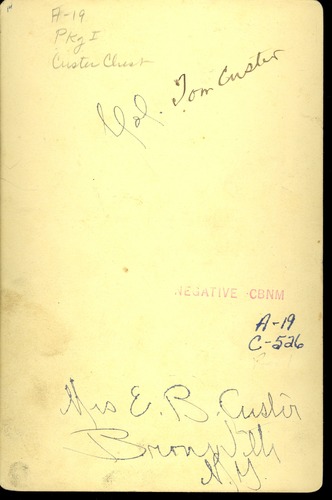 A-19
Pkg I
Custer Chest
Col. Tom Custer
NEGATIVE CBNM
A-19
C-526
Mrs E. B. Custer
Bronxville
N.Y.